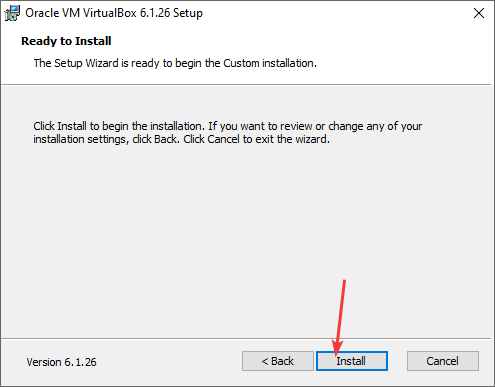 Oracle VM VirtualBox 6.1.26 Setup
Ready to Install
The Setup Wizard is ready to begin the Custom installation.
Click Install to begin the installation. If you want to review or change any of your
installation settings, click Back. Click Cancel to exit the wizard.
Version 6.1.26
< Back
Install
Cancel